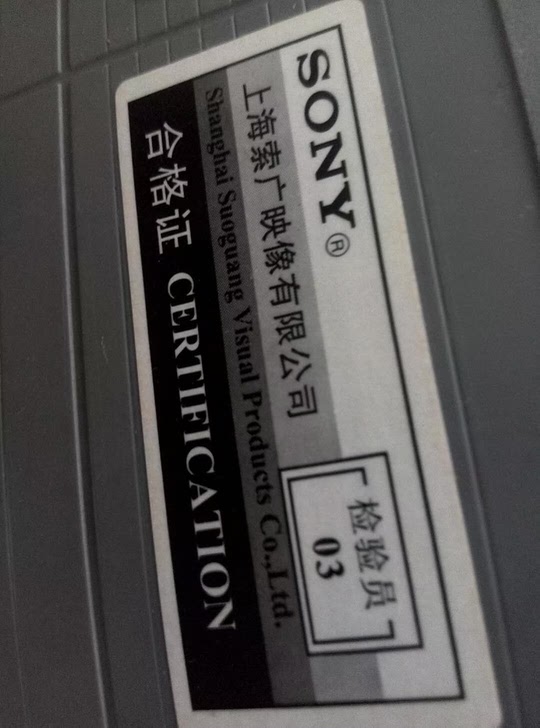 SONY®
上海索广映像有限公司
Shanghai Suoguang Visual Products Co.,Ltd.
合格证 CERTIFICATION
检验员
03